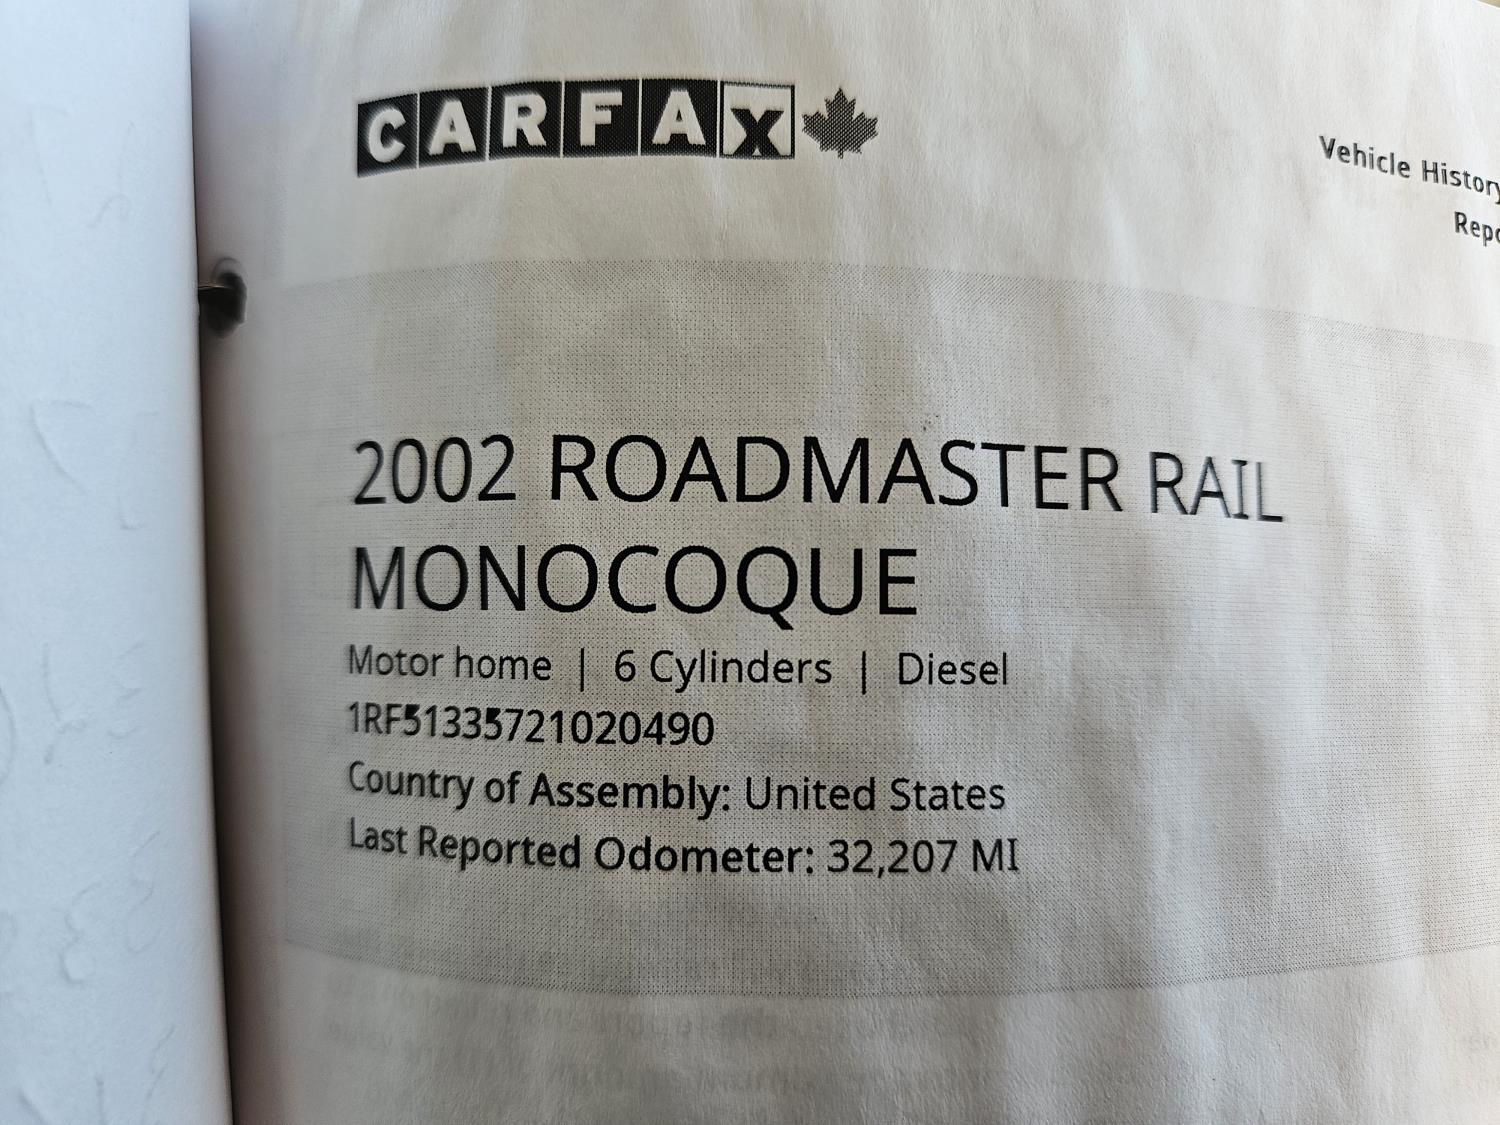 CARFAX
Vehicle History
2002 ROADMASTER RAIL
MONOCOQUE
Motor home | 6 Cylinders | Diesel
1RF51335721020490
Country of Assembly: United States
Last Reported Odometer: 32,207 MI